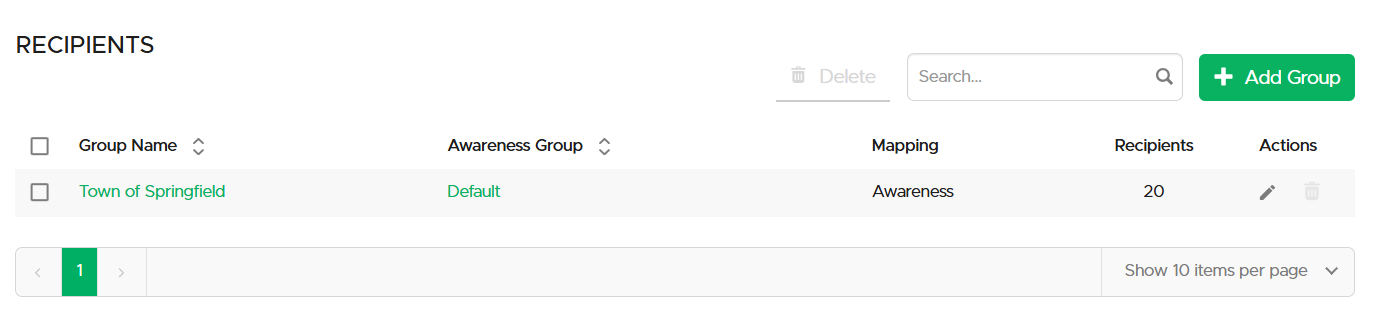 RECIPIENTS
Delete
Search...
Add Group
Group Name Awareness Group Mapping Recipients Actions
Town of Springfield Default Awareness 20
1
Show 10 items per page